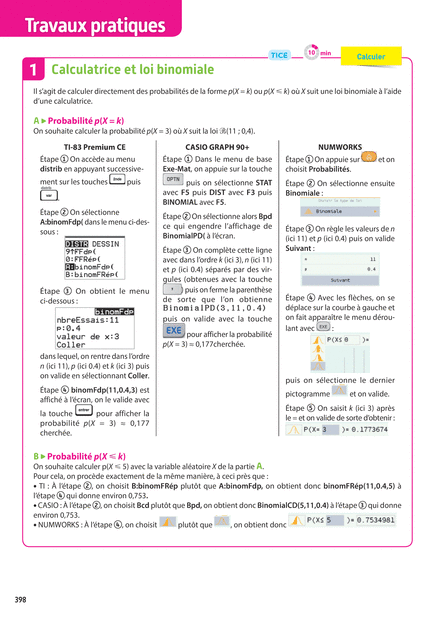 Travaux pratiques
TICE
10 min
Calculer
1 Calculatrice et loi binomiale
Il s'agit de calculer directement des probabilités de la forme p(X = k) ou p(X ⩽ k) où X suit une loi binomiale à l'aide
d'une calculatrice.
A ▶ Probabilité p(X = k)
On souhaite calculer la probabilité p(X = 3) où X suit la loi ℬ(11 ; 0,4).
TI-83 Premium CE
Étape ① On accède au menu
distrib en appuyant successive-
ment sur les touches 2nde puis
var
Étape ② On sélectionne
A:binomFdp( dans le menu ci-des-
sous :
DISTR DESSIN
9↑FFdp(
0:FFRép(
A:binomFdp(
B:binomFRép(
Étape ③ On obtient le menu
ci-dessous :
binomFdp
nbreEssais:11
p:0.4
valeur de x:3
Coller
dans lequel, on rentre dans l'ordre
n (ici 11), p (ici 0.4) et k (ici 3) puis
on valide en sélectionnant Coller.
Étape ④ binomFdp(11,0.4,3) est
affiché à l'écran, on le valide avec
la touche entrer pour afficher la
probabilité p(X = 3) ≈ 0,177
cherchée.
CASIO GRAPH 90+
Étape ① Dans le menu de base
Exe-Mat, on appuie sur la touche
OPTN puis on sélectionne STAT
avec F5 puis DIST avec F3 puis
BINOMIAL avec F5.
Étape ② On sélectionne alors Bpd
ce qui engendre l'affichage de
BinomialPD( à l'écran.
Étape ③ On complète cette ligne
avec dans l'ordre k (ici 3), n (ici 11)
et p (ici 0.4) séparés par des vir-
gules (obtenues avec la touche
, ) puis on ferme la parenthèse
de sorte que l'on obtienne
BinomialPD(3,11,0.4)
puis on valide avec la touche
EXE pour afficher la probabilité
p(X = 3) ≈ 0,177cherchée.
NUMWORKS
Étape ① On appuie sur et on
choisit Probabilités.
Étape ② On sélectionne ensuite
Binomiale :
Choisir le type de loi
Binomiale
Étape ③ On règle les valeurs de n
(ici 11) et p (ici 0.4) puis on valide
Suivant :
n 11
p 0.4
Suivant
Étape ④ Avec les flèches, on se
déplace sur la courbe à gauche et
on fait apparaître le menu dérou-
lant avec EXE :
P(X≤ 8 )=
puis on sélectionne le dernier
pictogramme et on valide.
Étape ⑤ On saisit k (ici 3) après
le = et on valide de sorte d'obtenir :
P(X= 3 )= 0.1773674
B ▶ Probabilité p(X ⩽ k)
On souhaite calculer p(X ⩽ 5) avec la variable aléatoire X de la partie A.
Pour cela, on procède exactement de la même manière, à ceci près que :
• TI : À l'étape ②, on choisit B:binomFRép plutôt que A:binomFdp, on obtient donc binomFRép(11,0.4,5) à
l'étape ④ qui donne environ 0,753.
• CASIO : À l'étape ②, on choisit Bcd plutôt que Bpd, on obtient donc BinomialCD(5,11,0.4) à l'étape ③ qui donne
environ 0,753.
• NUMWORKS : À l'étape ④, on choisit plutôt que , on obtient donc P(X≤ 5 )= 0.7534981
398